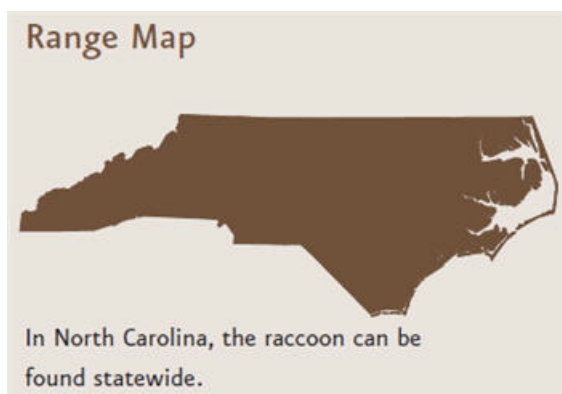 Range Map
In North Carolina, the raccoon can be
found statewide.